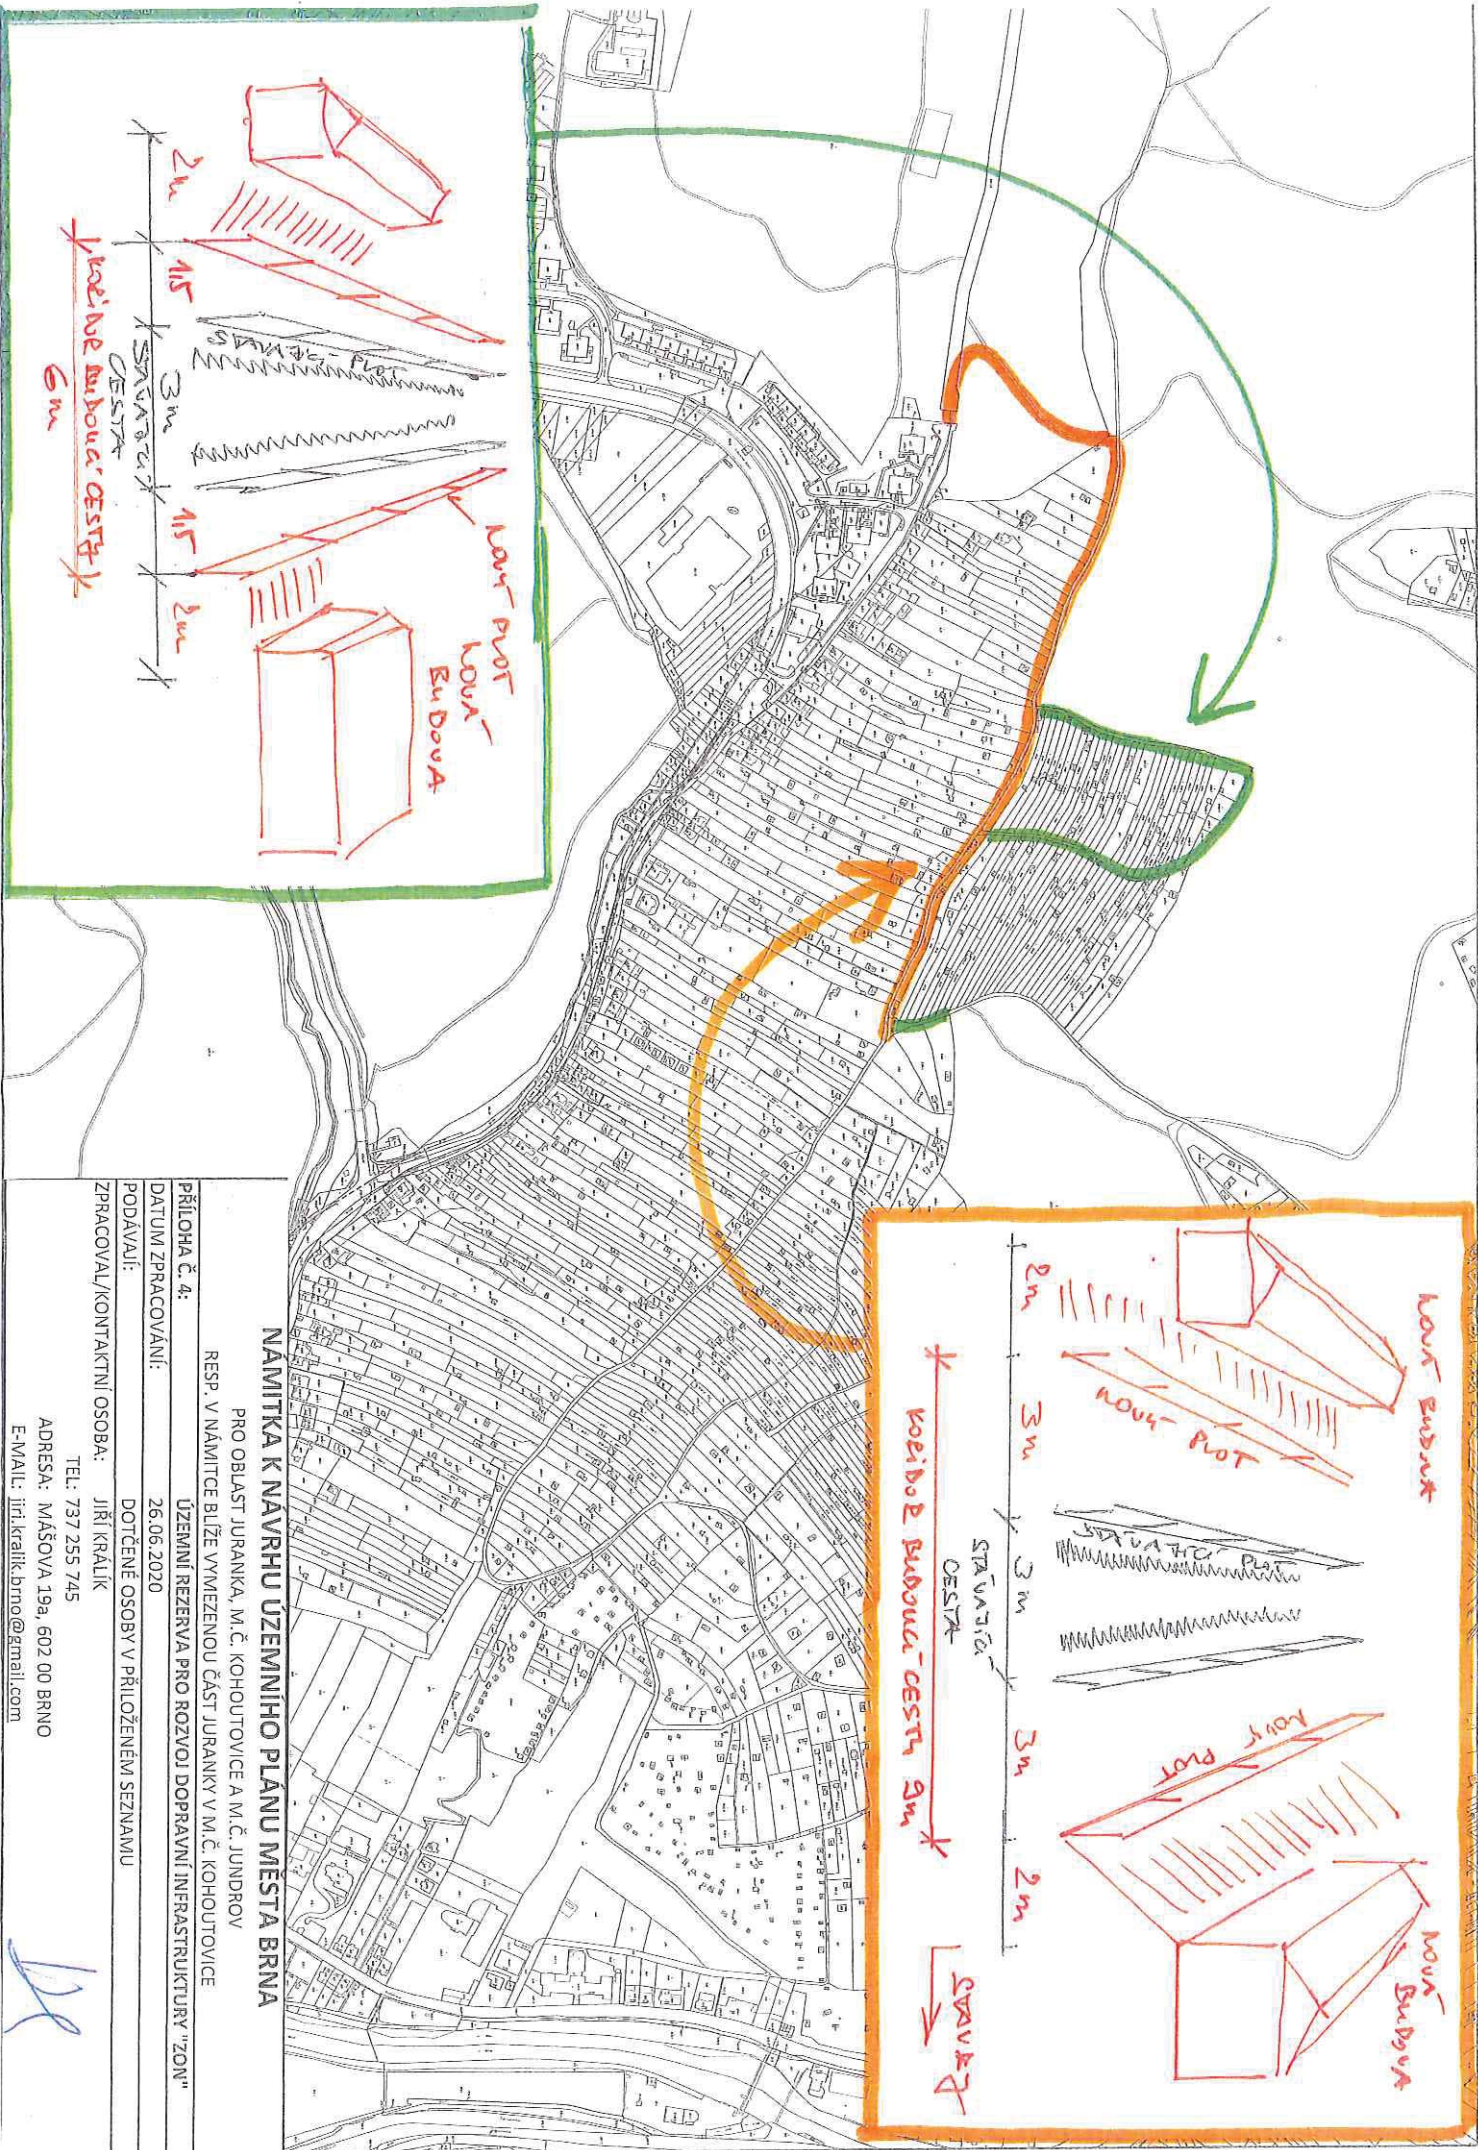 2m
1,5
3m
1,5
2m
STÁVAJÍCÍ PLOT
STÁVAJÍCÍ
CESTA
KORIDOR BUDOUCÍ CESTY
6m
NOVÝ PLOT
NOVÁ
BUDOVA
NOVÁ BUDOVA
NOVÝ PLOT
STÁVAJÍCÍ PLOT
NOVÝ
PLOT
NOVÁ
BUDOVA
2m
3m
3m
3m
2m
STÁVAJÍCÍ
CESTA
KORIDOR BUDOUCÍ CESTY 9m
NÁMITKA K NÁVRHU ÚZEMNÍHO PLÁNU MĚSTA BRNA
PRO OBLAST JURANKA, M.Č. KOHOUTOVICE A M.Č. JUNDROV
RESP. V NÁMITCE BLÍŽE VYMEZENOU ČÁST JURANKY V M.Č. KOHOUTOVICE
PŘÍLOHA Č. 4: ÚZEMNÍ REZERVA PRO ROZVOJ DOPRAVNÍ INFRASTRUKTURY "ZON"
DATUM ZPRACOVÁNÍ: 26.06.2020
PODÁVAJÍ: DOTČENÉ OSOBY V PŘILOŽENÉM SEZNAMU
ZPRACOVAL/KONTAKTNÍ OSOBA: JIŘÍ KRÁLÍK
TEL: 737 255 745
ADRESA: MÁŠOVA 19a, 602 00 BRNO
E-MAIL: jiri.kralik.brno@gmail.com